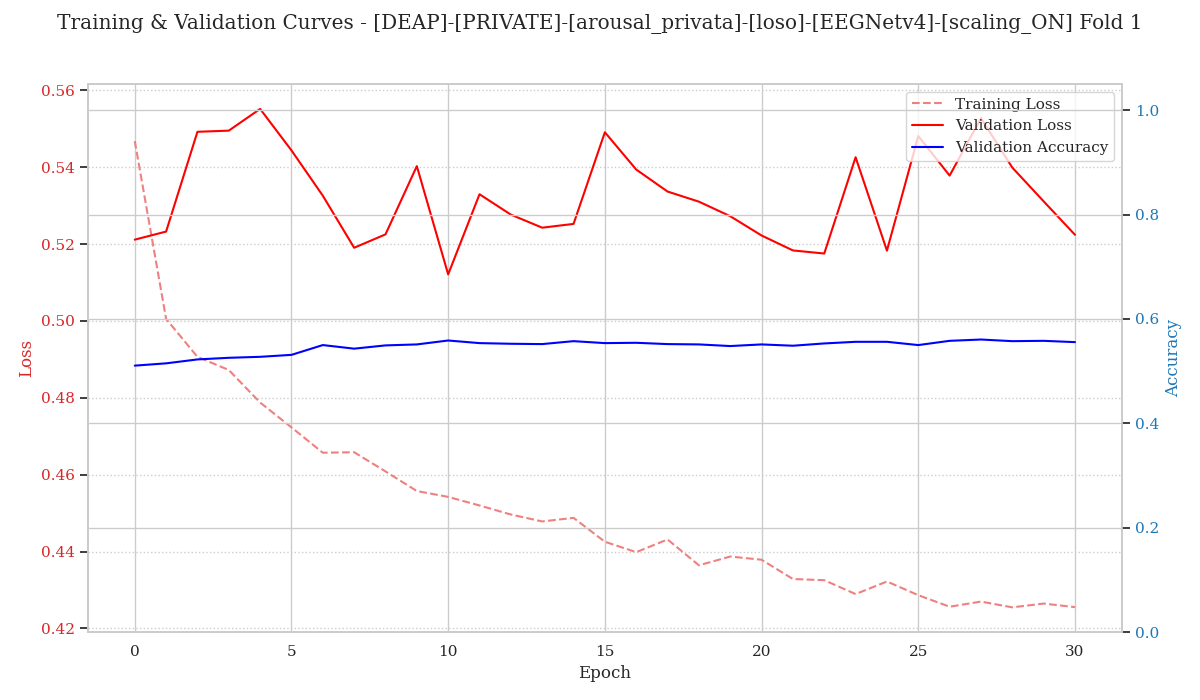 Training & Validation Curves - [DEAP]-[PRIVATE]-[arousal_privata]-[loso]-[EEGNetv4]-[scaling_ON] Fold 1
Training Loss
Validation Loss
Validation Accuracy
Loss
0.56
0.54
0.52
0.50
0.48
0.46
0.44
0.42
Accuracy
1.0
0.8
0.6
0.4
0.2
0.0
0 5 10 15 20 25 30
Epoch